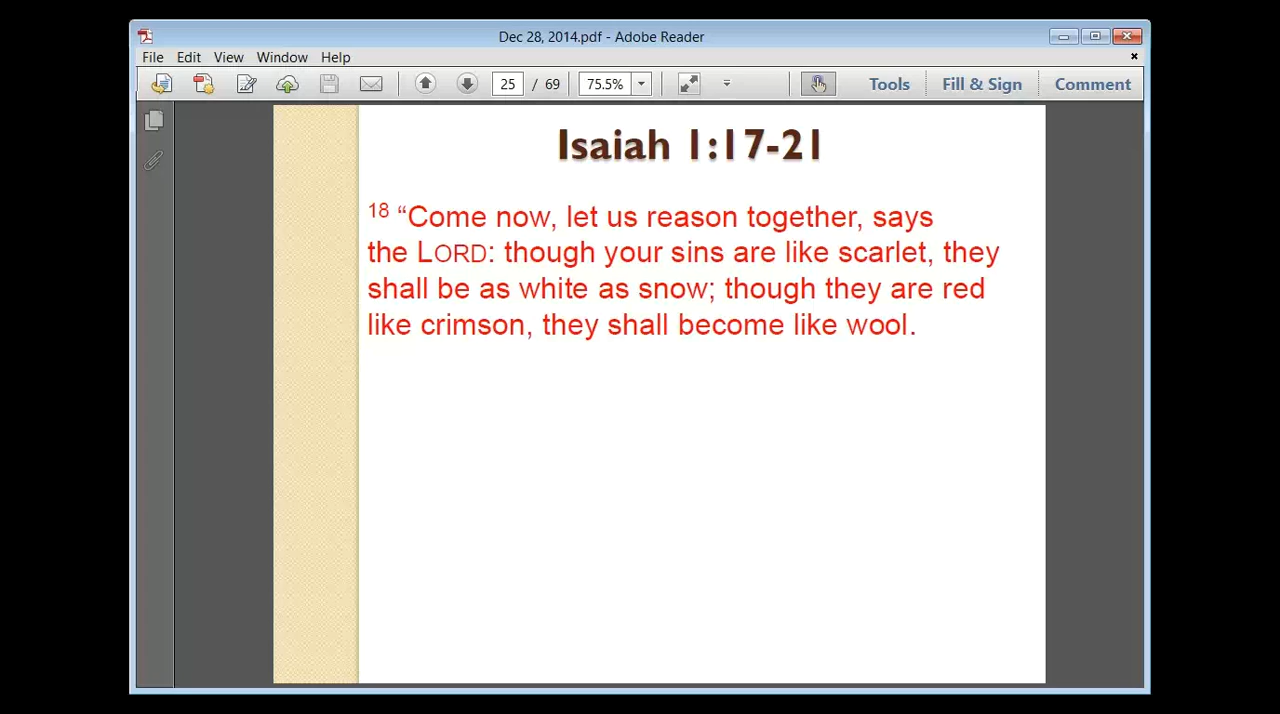 Dec 28, 2014.pdf - Adobe Reader
File Edit View Window Help
25 / 69 75.5% Tools Fill & Sign Comment
Isaiah 1:17-21
18 “Come now, let us reason together, says
the LORD: though your sins are like scarlet, they
shall be as white as snow; though they are red
like crimson, they shall become like wool.